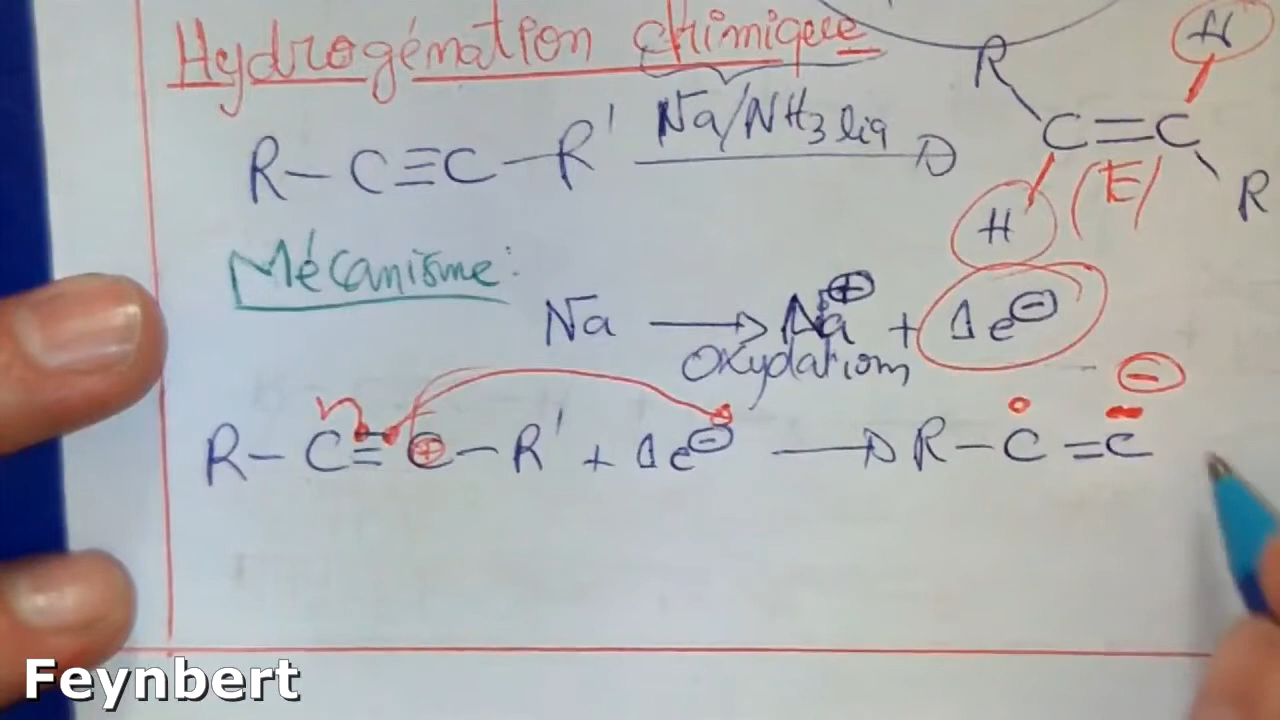 Hydrogénation chimique
R-C≡C-R' Na/NH3 liq → R H C=C H R (E)
Mécanisme:
Na → Na⊕ + 1e⊖
Oxydation
R-C≡C-R' + 1e⊖ → R-C=C ⊖
Feynbert